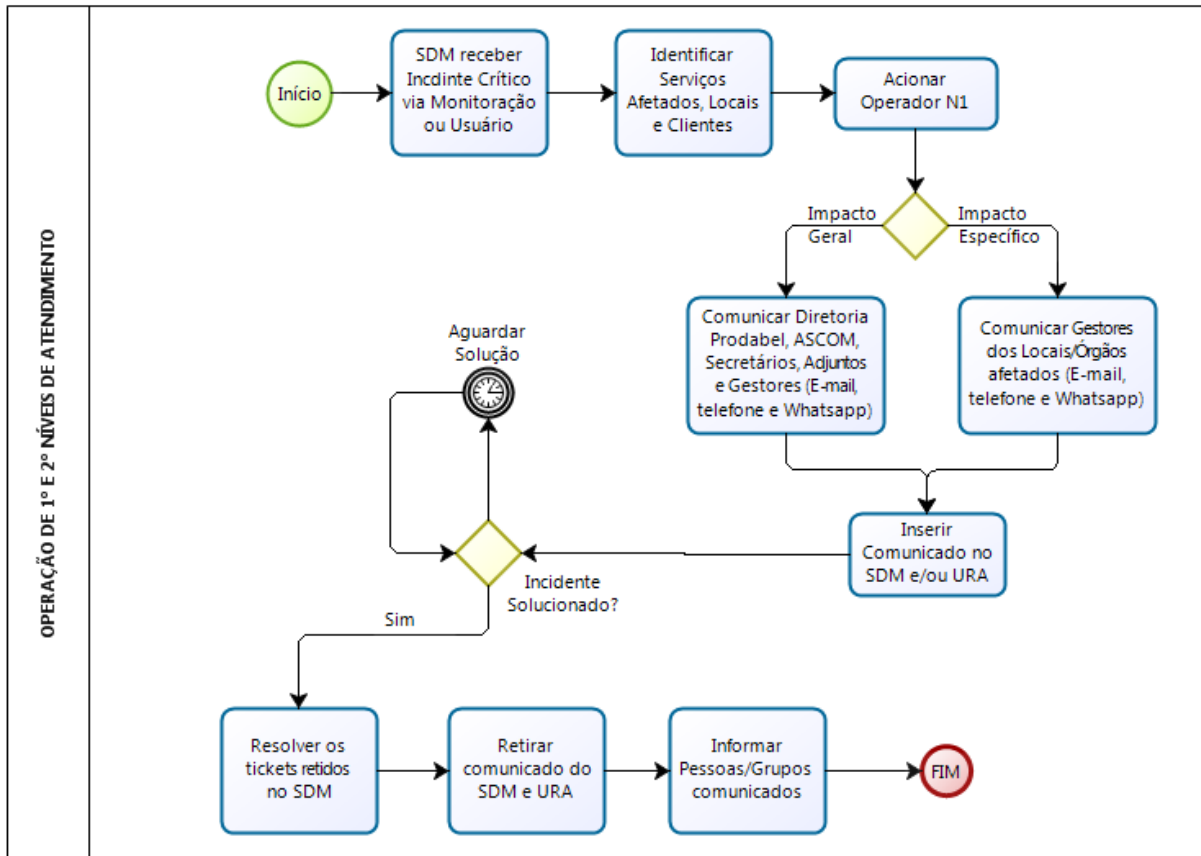 OPERAÇÃO DE 1º E 2º NÍVEIS DE ATENDIMENTO
Início
SDM receber
Incdinte Crítico
via Monitoração
ou Usuário
Identificar
Serviços
Afetados, Locais
e Clientes
Acionar
Operador N1
Impacto
Geral
Impacto
Específico
Comunicar Diretoria
Prodabel, ASCOM,
Secretários, Adjuntos
e Gestores (E-mail,
telefone e Whatsapp)
Comunicar Gestores
dos Locais/Órgãos
afetados (E-mail,
telefone e Whatsapp)
Inserir
Comunicado no
SDM e/ou URA
Aguardar
Solução
Incidente
Solucionado?
Sim
Resolver os
tickets retidos
no SDM
Retirar
comunicado do
SDM e URA
Informar
Pessoas/Grupos
comunicados
FIM